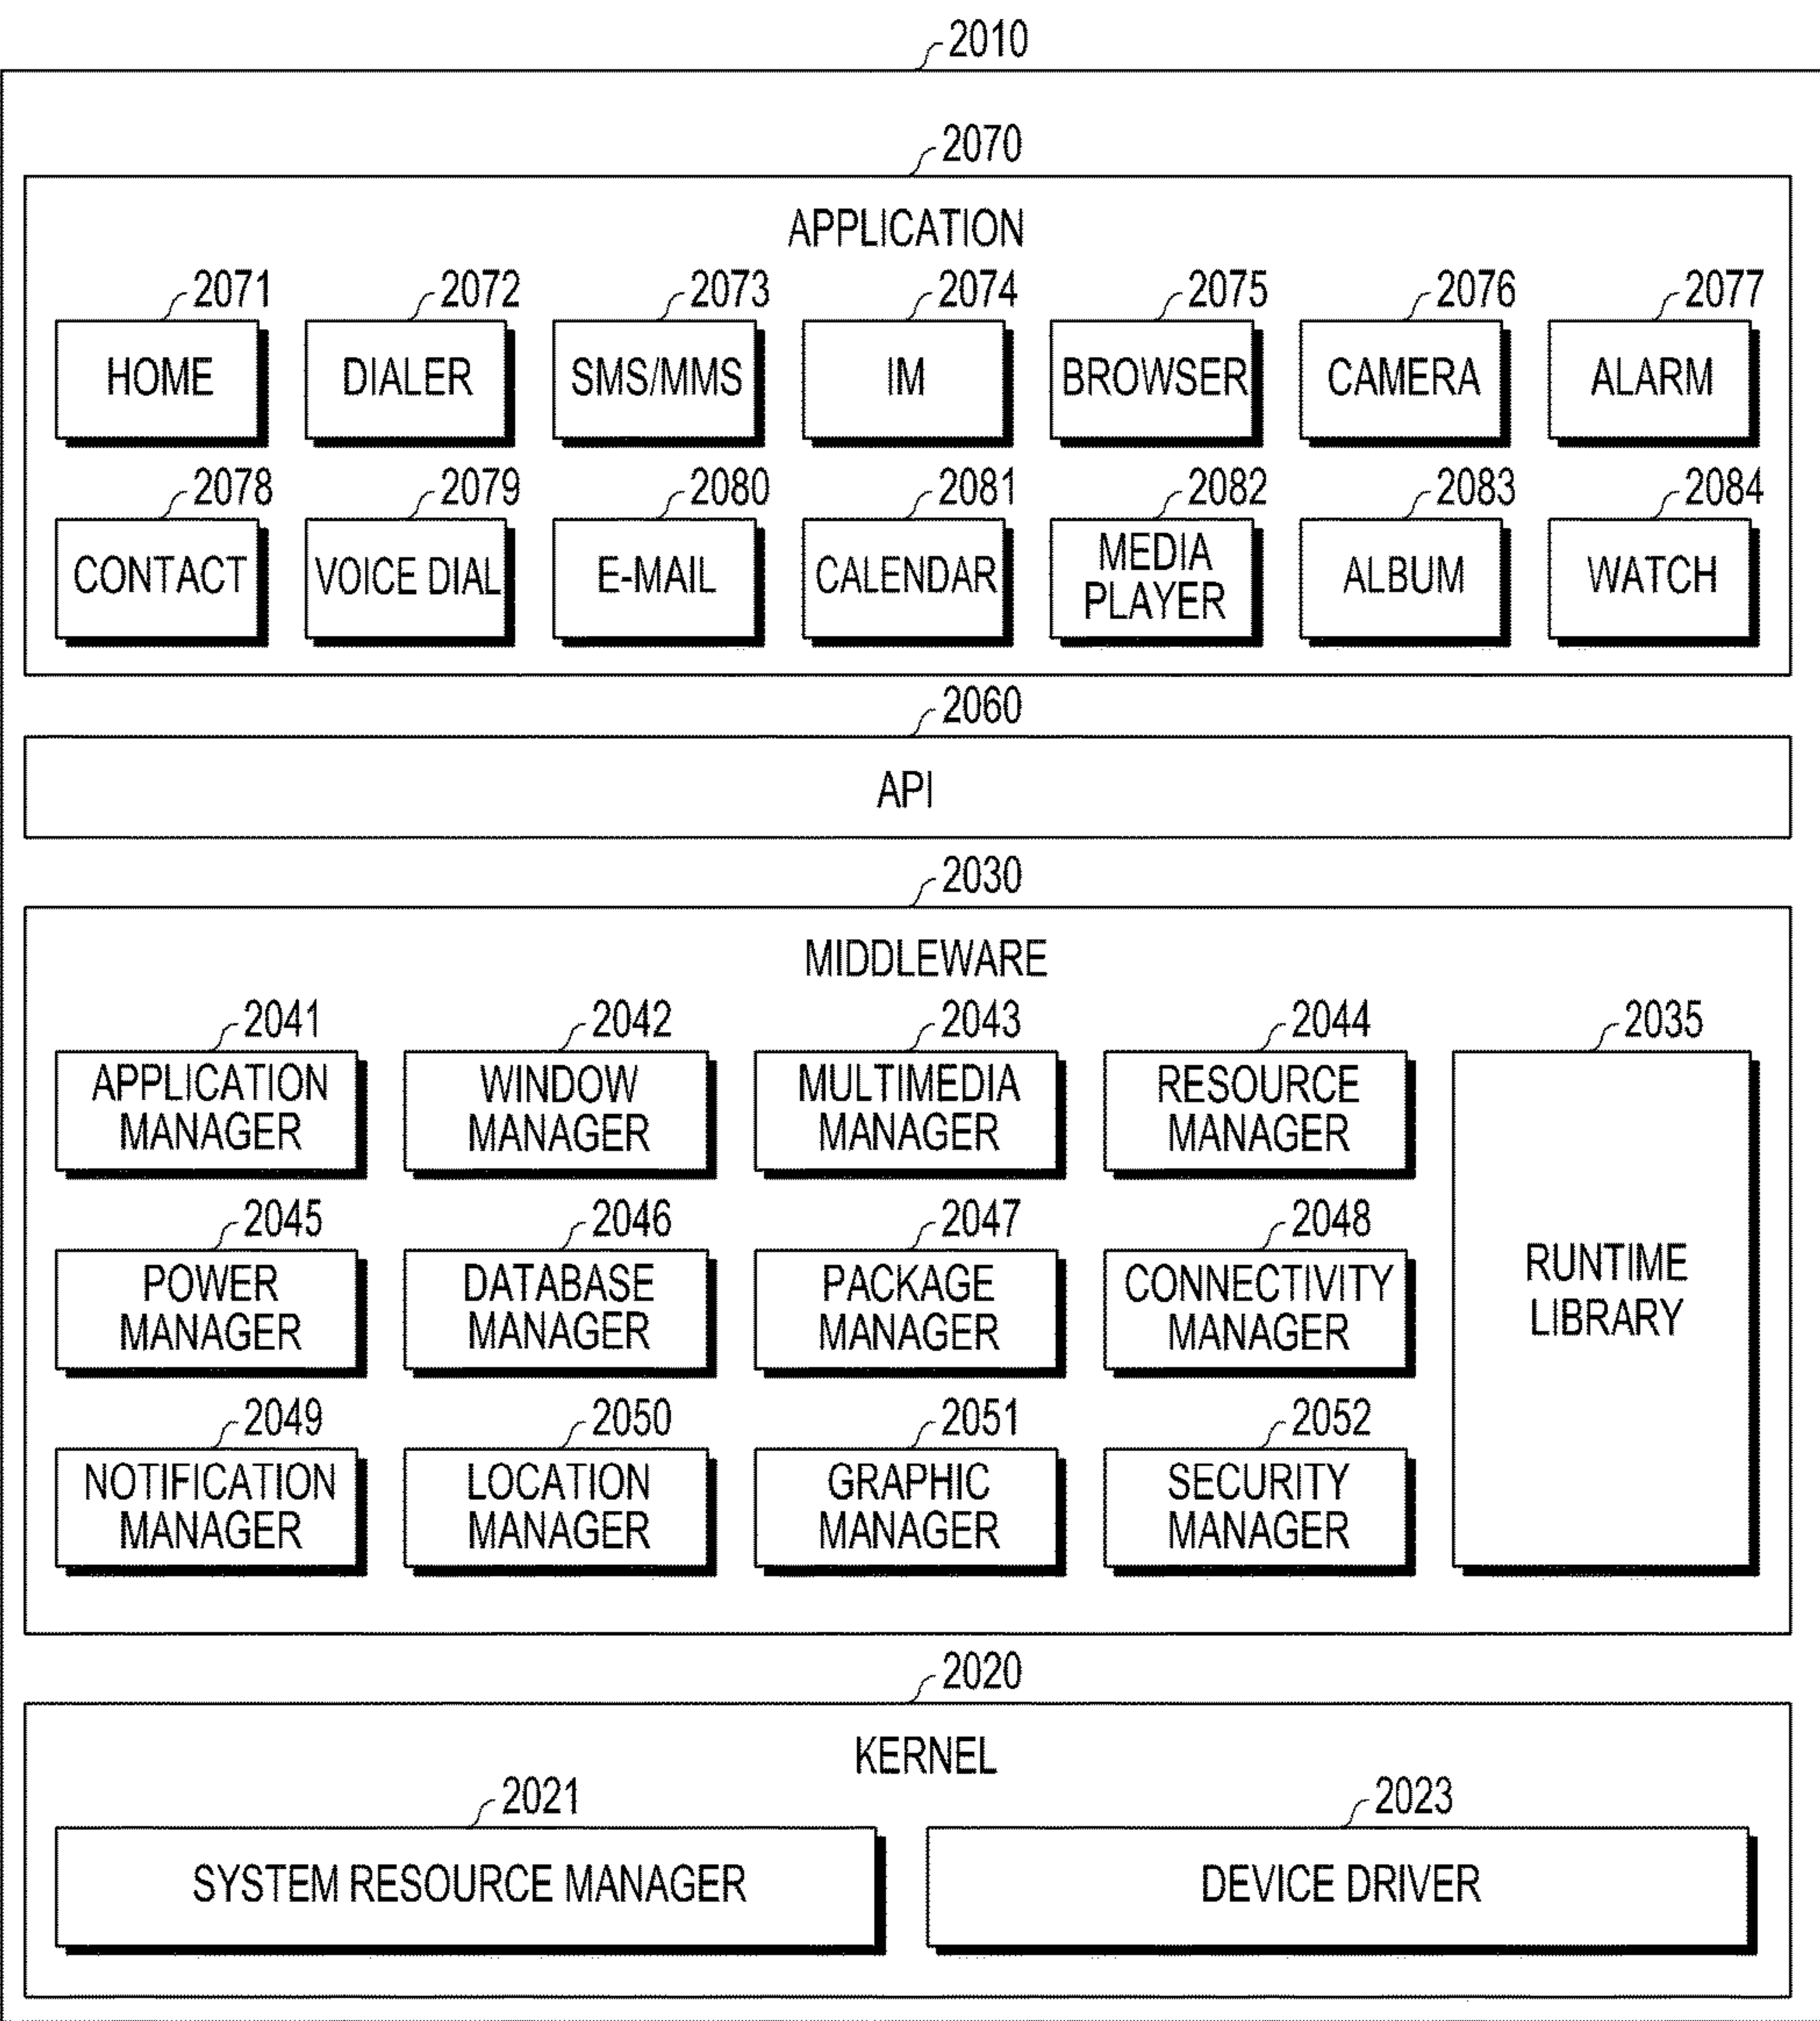 2010
2070
APPLICATION
2071 2072 2073 2074 2075 2076 2077
HOME DIALER SMS/MMS IM BROWSER CAMERA ALARM
2078 2079 2080 2081 2082 2083 2084
CONTACT VOICE DIAL E-MAIL CALENDAR MEDIA PLAYER ALBUM WATCH
2060
API
2030
MIDDLEWARE
2041 2042 2043 2044 2035
APPLICATION WINDOW MULTIMEDIA RESOURCE
MANAGER MANAGER MANAGER MANAGER
2045 2046 2047 2048
POWER DATABASE PACKAGE CONNECTIVITY
MANAGER MANAGER MANAGER MANAGER
RUNTIME
LIBRARY
2049 2050 2051 2052
NOTIFICATION LOCATION GRAPHIC SECURITY
MANAGER MANAGER MANAGER MANAGER
2020
KERNEL
2021 2023
SYSTEM RESOURCE MANAGER DEVICE DRIVER